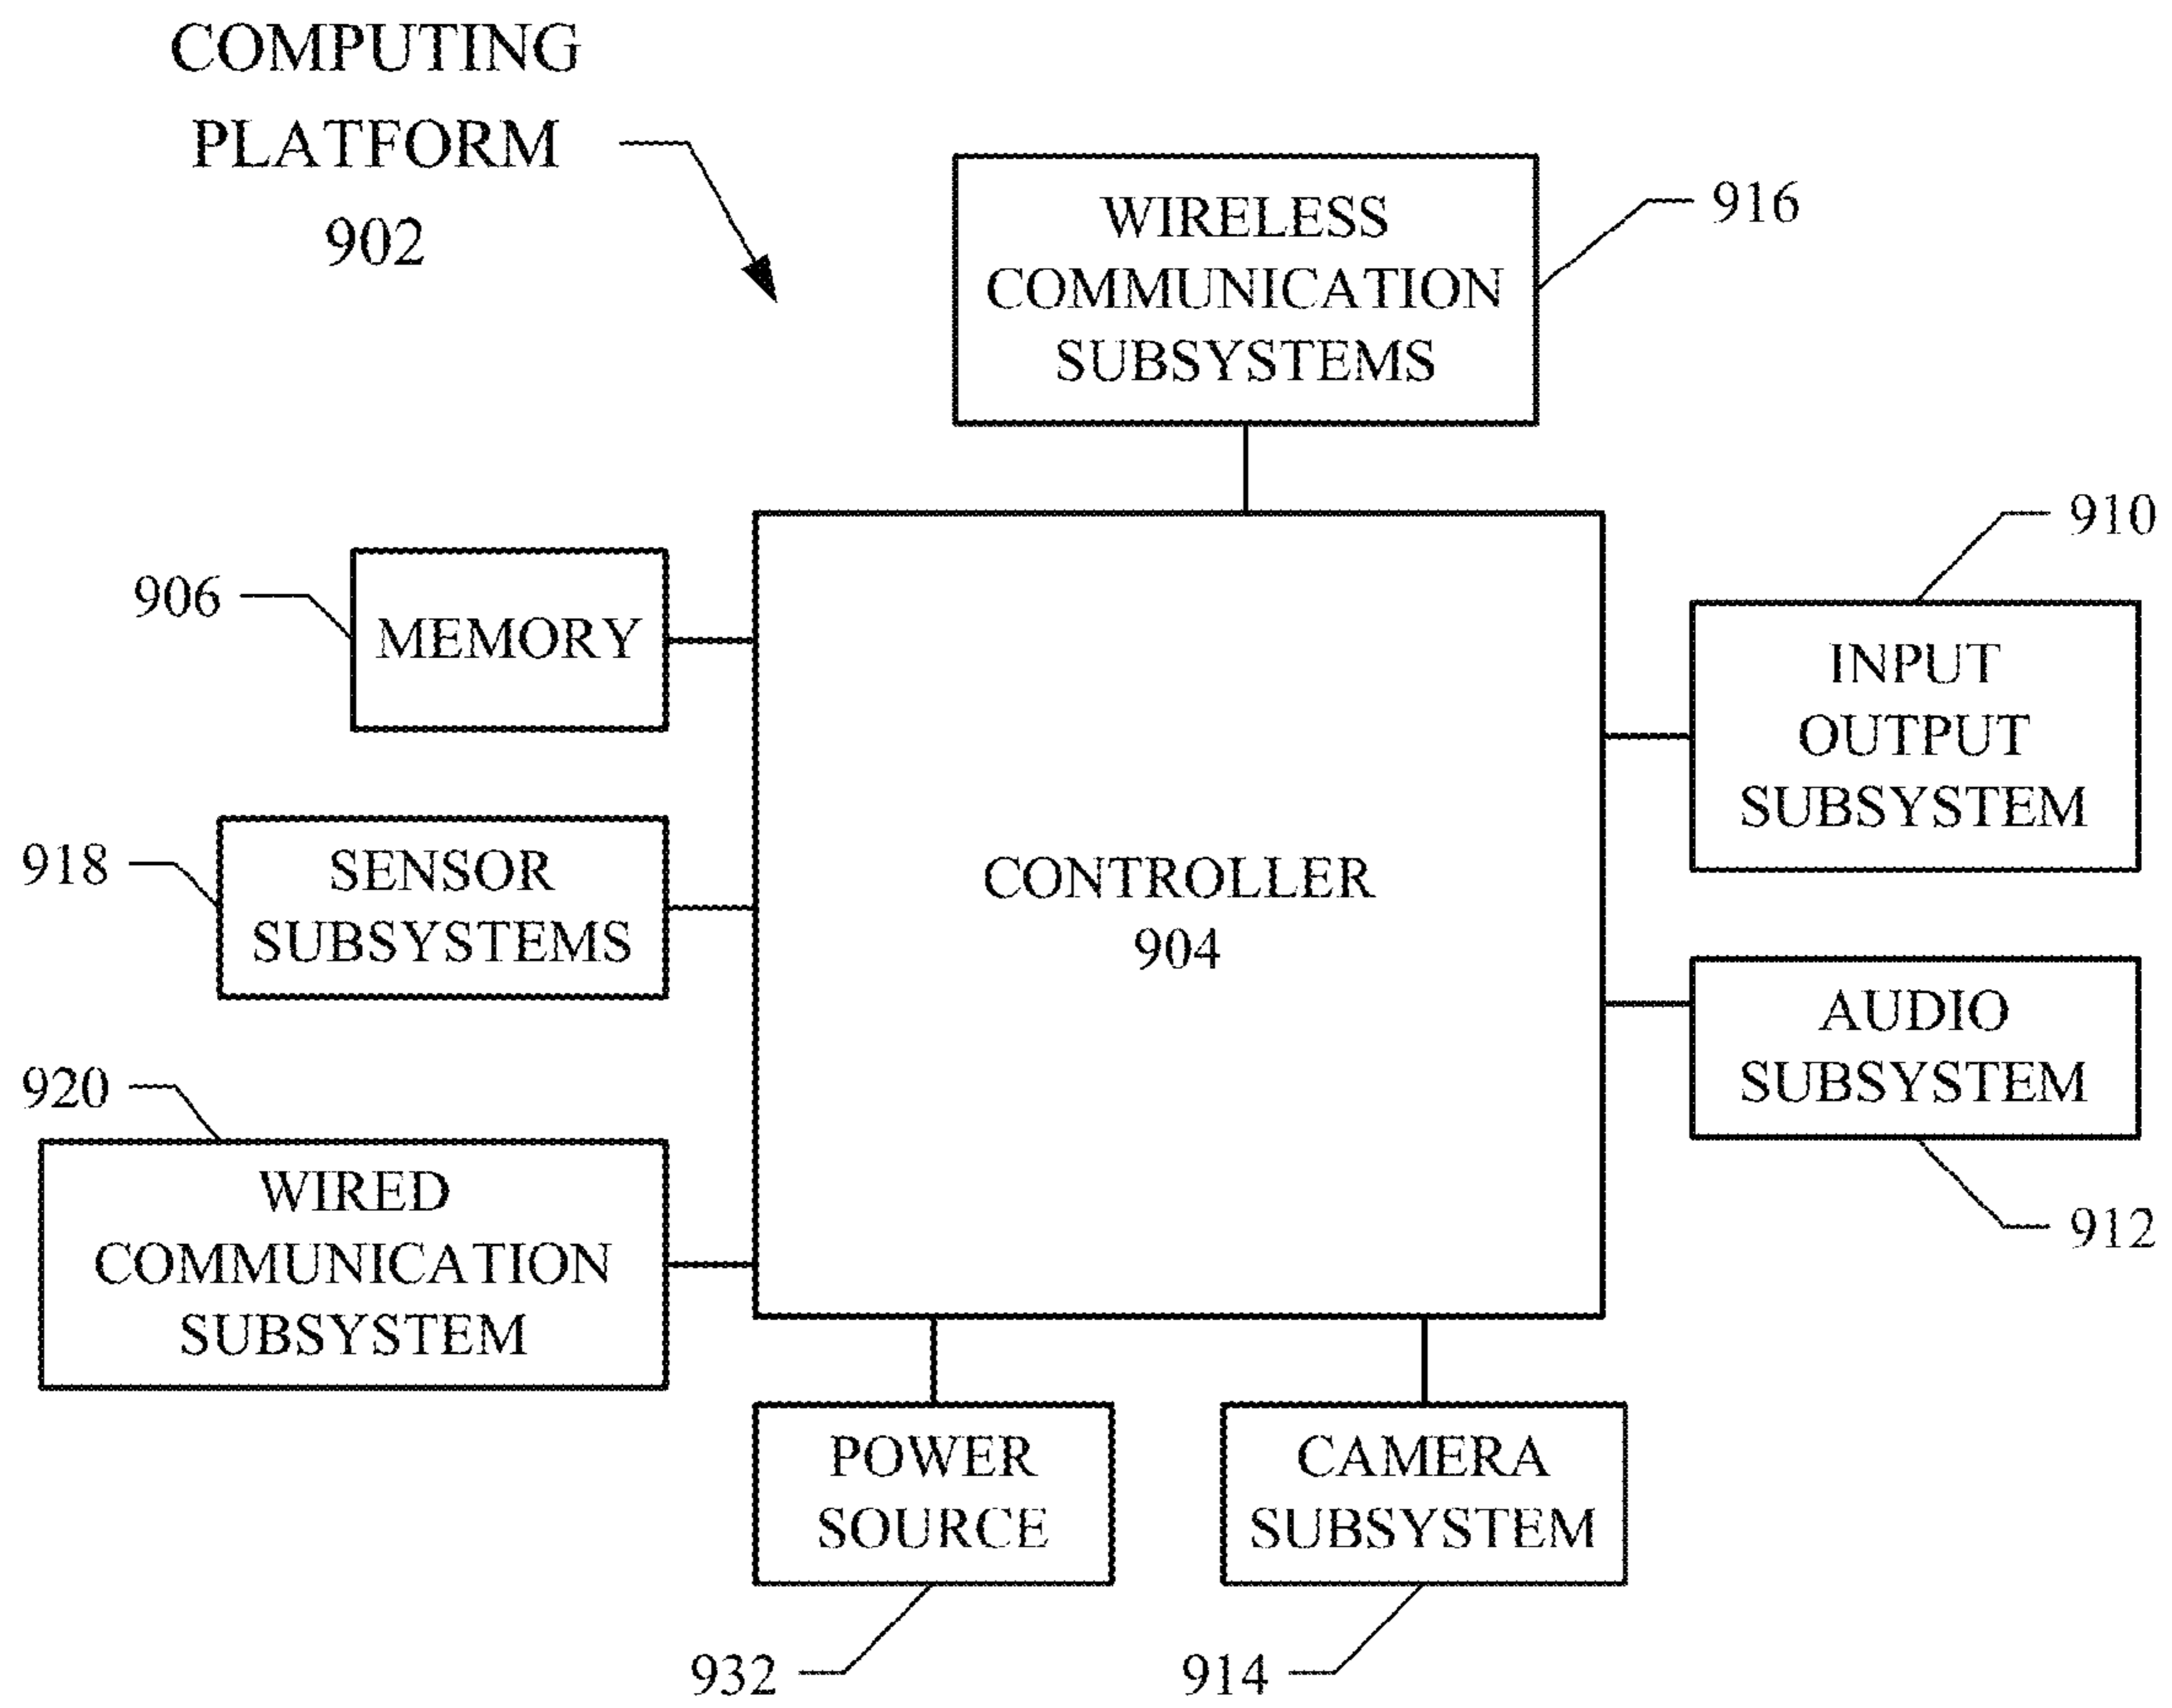 COMPUTING
PLATFORM
902
WIRELESS
COMMUNICATION
SUBSYSTEMS
916
906
MEMORY
910
INPUT
OUTPUT
SUBSYSTEM
918
SENSOR
SUBSYSTEMS
CONTROLLER
904
AUDIO
SUBSYSTEM
912
920
WIRED
COMMUNICATION
SUBSYSTEM
POWER
SOURCE
932
CAMERA
SUBSYSTEM
914